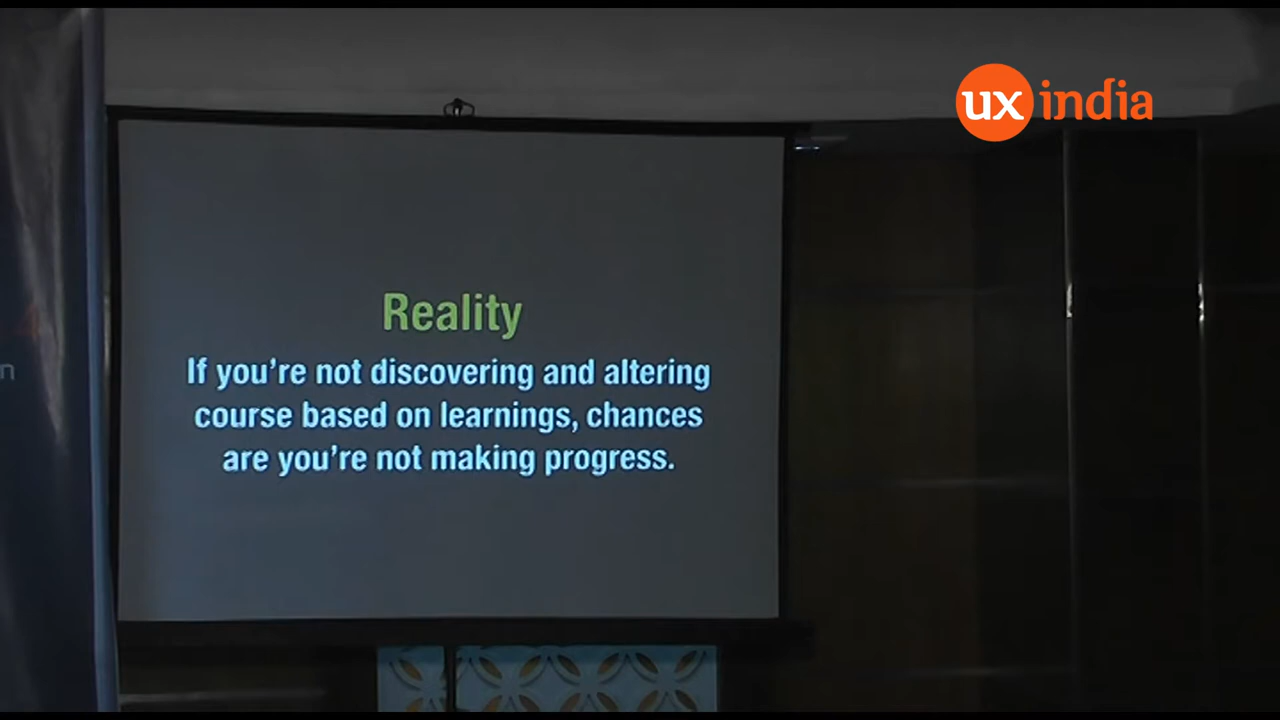 ux india
Reality
If you're not discovering and altering
course based on learnings, chances
are you're not making progress.
n